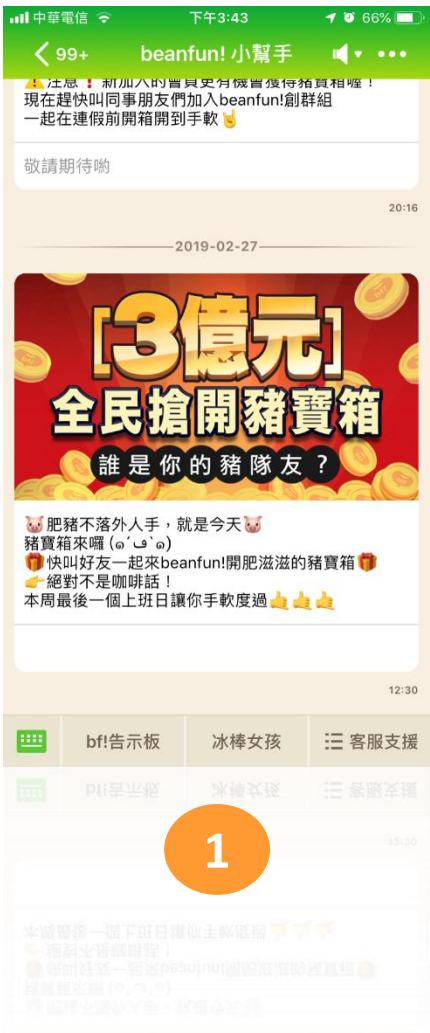 中華電信 下午3:43 66%
99+ beanfun! 小幫手
⚠️注意❗新加入的會員更有機會獲得豬寶箱喔！
現在趕快叫同事朋友們加入beanfun!創群組
一起在連假前開箱開到手軟🤘
敬請期待喲
20:16
2019-02-27
[3億元]
全民搶開豬寶箱
誰是你的豬隊友？
🐷肥豬不落外人手，就是今天🐷
豬寶箱來囉 (๑´ڡ`๑)
🎁快叫好友一起來beanfun!開肥滋滋的豬寶箱🎁
👉絕對不是咖啡話！
本周最後一個上班日讓你手軟度過🤙🤙🤙
12:30
bf!告示板 冰棒女孩 客服支援
1